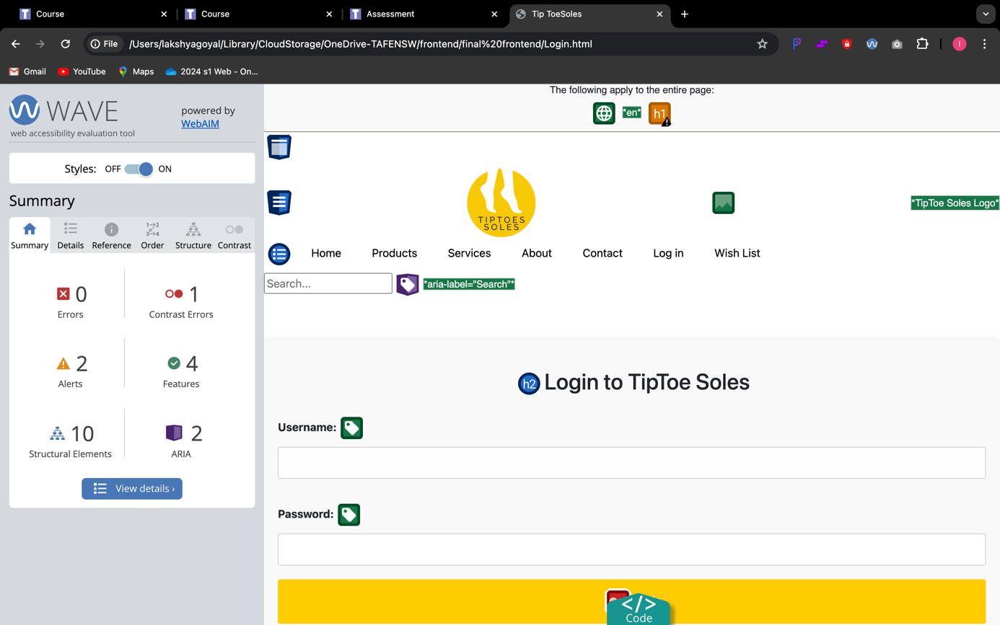 Course
Course
Assessment
Tip ToeSoles
File
/Users/lakshyagoyal/Library/CloudStorage/OneDrive-TAFENSW/frontend/final%20frontend/Login.html
Gmail
YouTube
Maps
2024 s1 Web - On...
WAVE
web accessibility evaluation tool
powered by
WebAIM
Styles: OFF ON
Summary
Summary
Details
Reference
Order
Structure
Contrast
0
Errors
1
Contrast Errors
2
Alerts
4
Features
10
Structural Elements
2
ARIA
View details ›
The following apply to the entire page:
*en*
h1
TIPTOES
SOLES
*TipToe Soles Logo*
Home
Products
Services
About
Contact
Log in
Wish List
Search...
*aria-label="Search"*
h2 Login to TipToe Soles
Username:
Password:
</>
Code